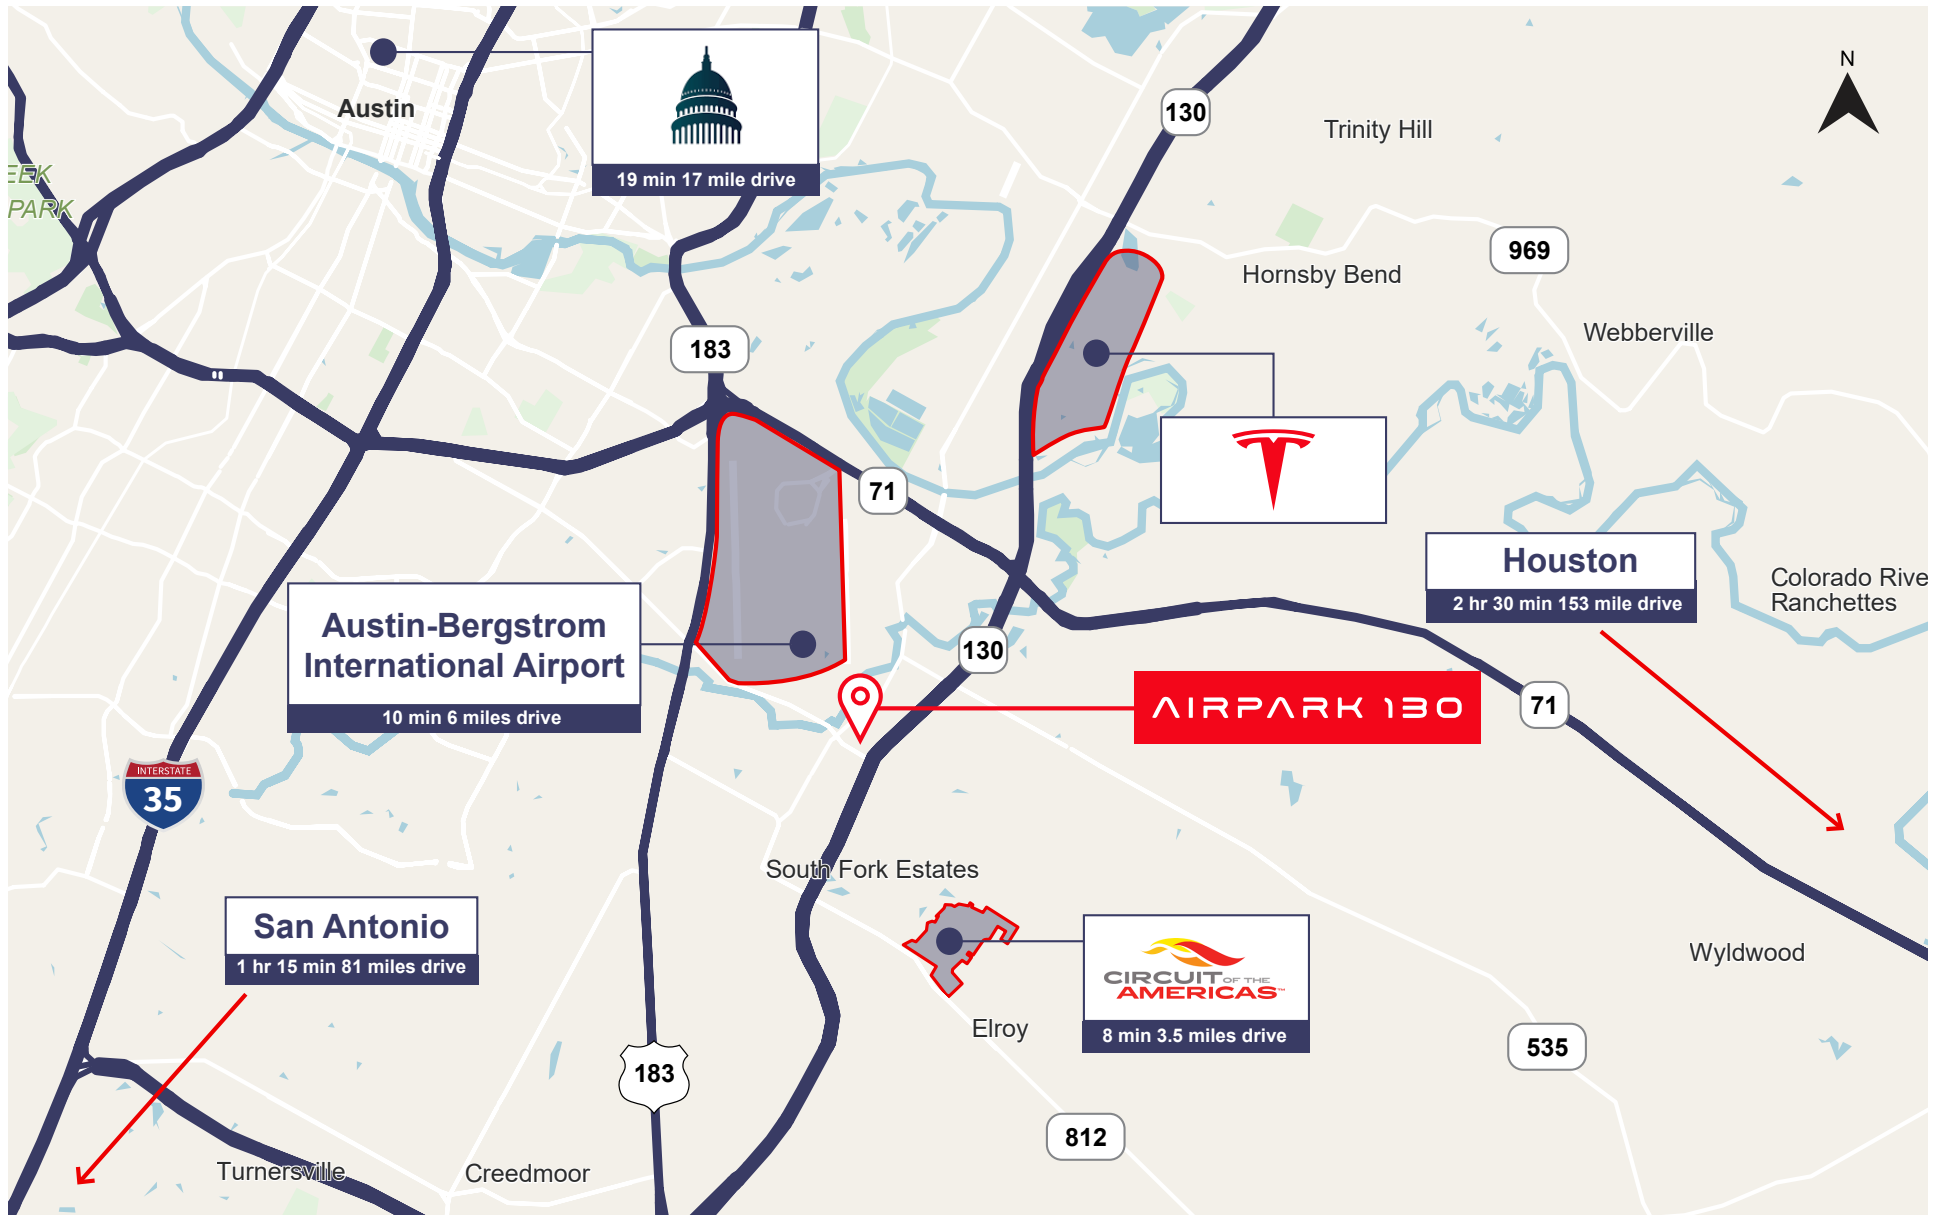 N
Austin
130
Trinity Hill
EEK
PARK
19 min 17 mile drive
969
Hornsby Bend
Webberville
183
71
Houston
2 hr 30 min 153 mile drive
Colorado Rive
Ranchettes
Austin-Bergstrom
International Airport
10 min 6 miles drive
130
AIRPARK 130
71
INTERSTATE
35
South Fork Estates
San Antonio
1 hr 15 min 81 miles drive
CIRCUIT OF THE
AMERICAS™
8 min 3.5 miles drive
Wyldwood
Elroy
535
183
812
Turnersville
Creedmoor